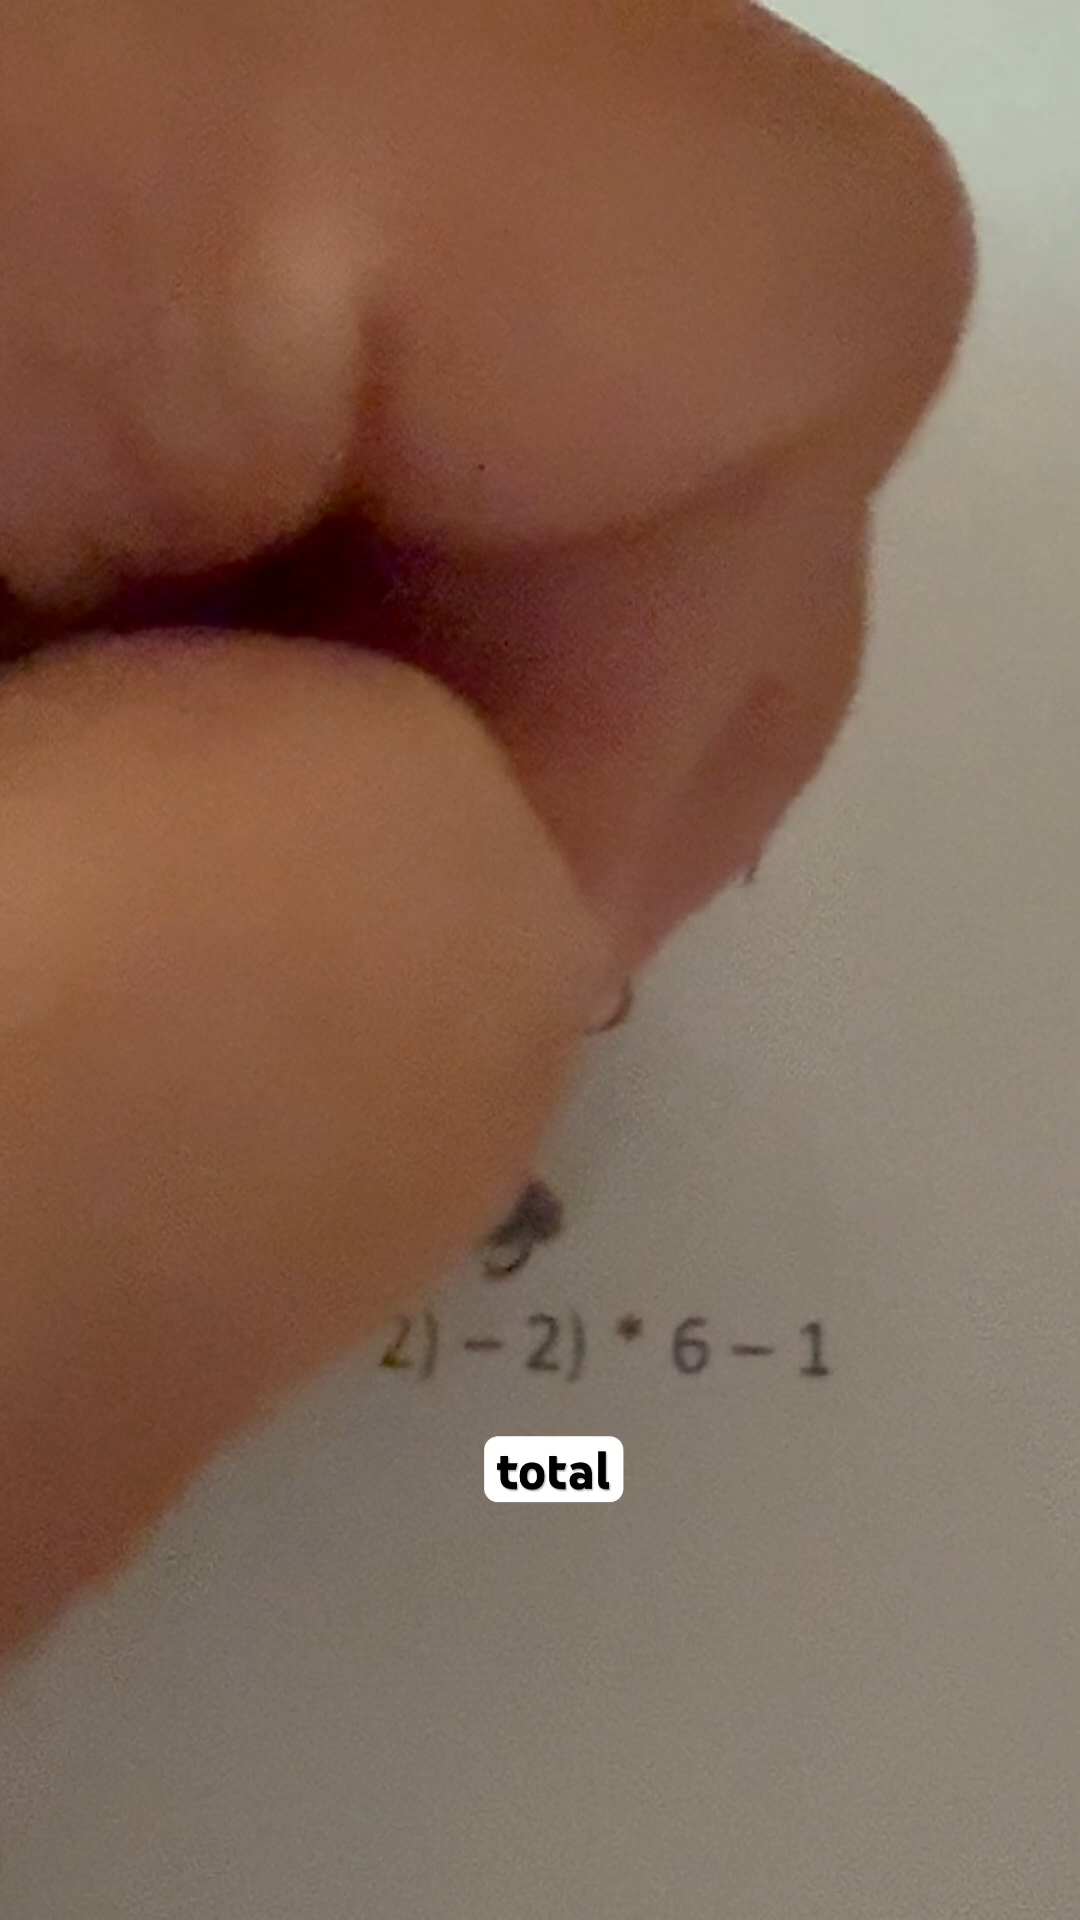 2) – 2) * 6 – 1
total